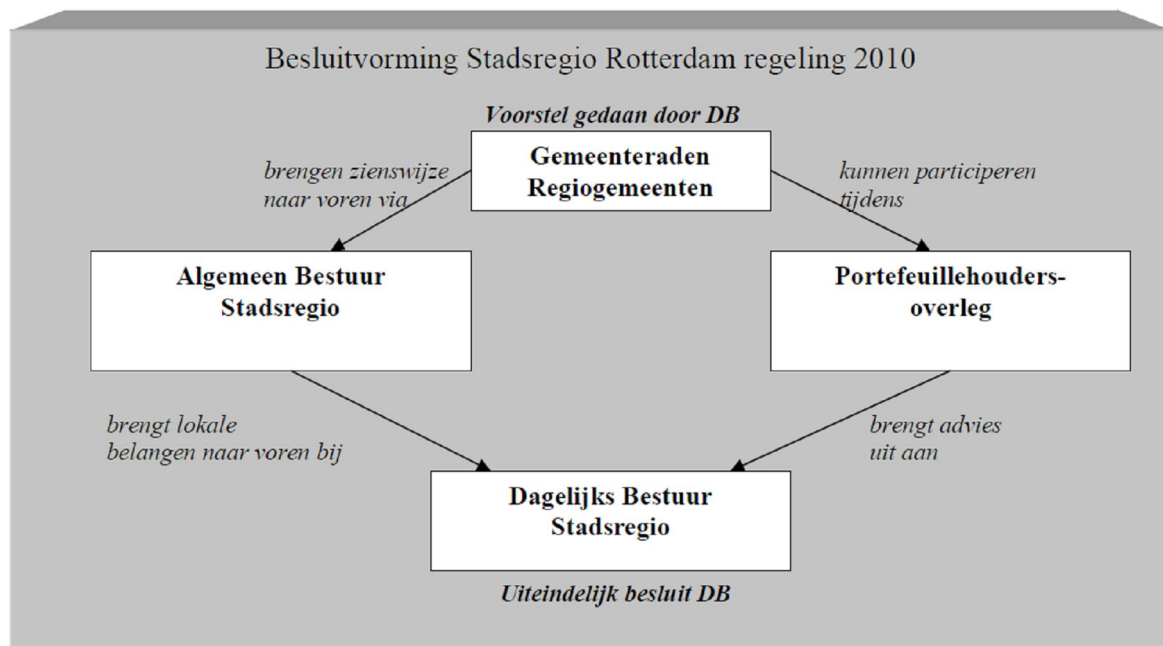 Besluitvorming Stadsregio Rotterdam regeling 2010
Voorstel gedaan door DB
Gemeenteraden
Regiogemeenten
brengen zienswijze
naar voren via
kunnen participeren
tijdens
Algemeen Bestuur
Stadsregio
Portefeuillehouders-
overleg
brengt lokale
belangen naar voren bij
brengt advies
uit aan
Dagelijks Bestuur
Stadsregio
Uiteindelijk besluit DB